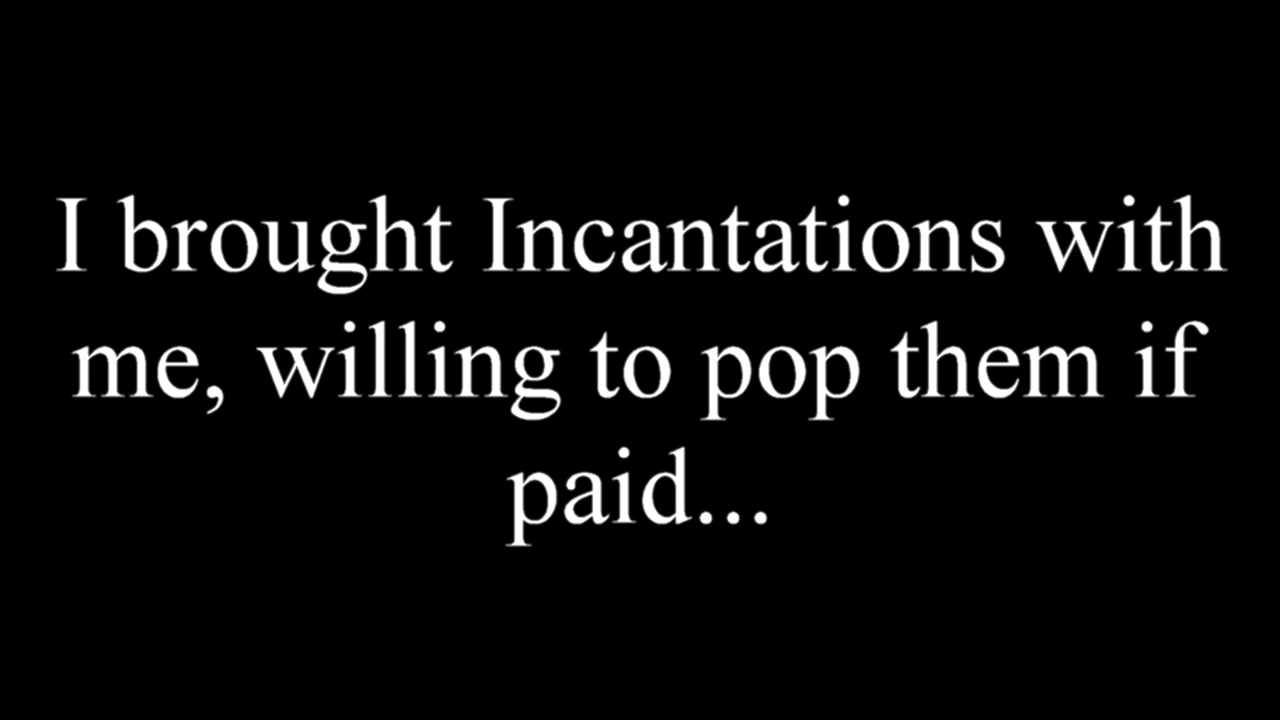 I brought Incantations with
me, willing to pop them if
paid...